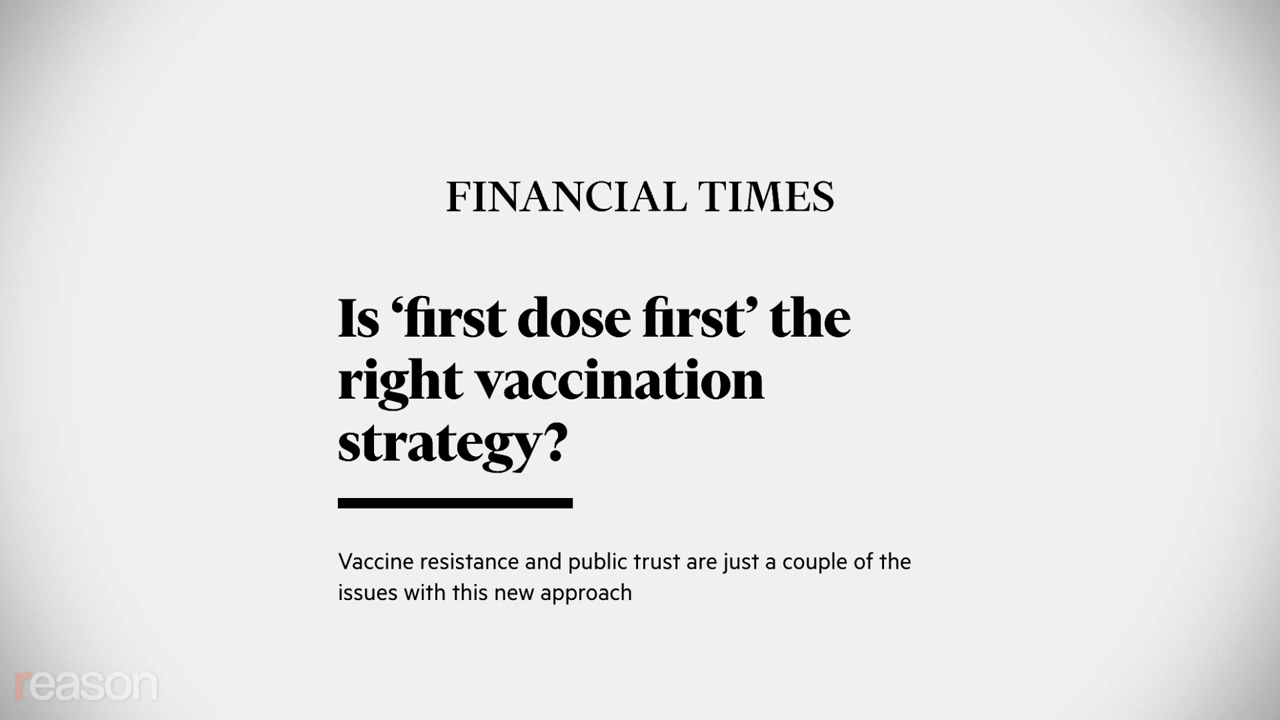 FINANCIAL TIMES
Is ‘first dose first’ the
right vaccination
strategy?
Vaccine resistance and public trust are just a couple of the
issues with this new approach
reason